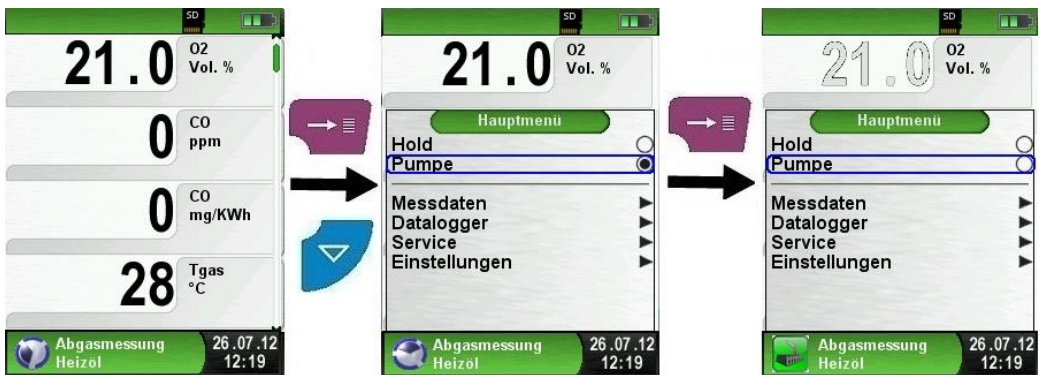 SD
21.0 O2
Vol. %
0 CO
ppm
0 CO
mg/KWh
28 Tgas
°C
Abgasmessung 26.07.12
Heizöl 12:19
SD
21.0 O2
Vol. %
Hauptmenü
Hold
Pumpe
Messdaten
Datalogger
Service
Einstellungen
Abgasmessung 26.07.12
Heizöl 12:19
SD
21.0 O2
Vol. %
Hauptmenü
Hold
Pumpe
Messdaten
Datalogger
Service
Einstellungen
Abgasmessung 26.07.12
Heizöl 12:19